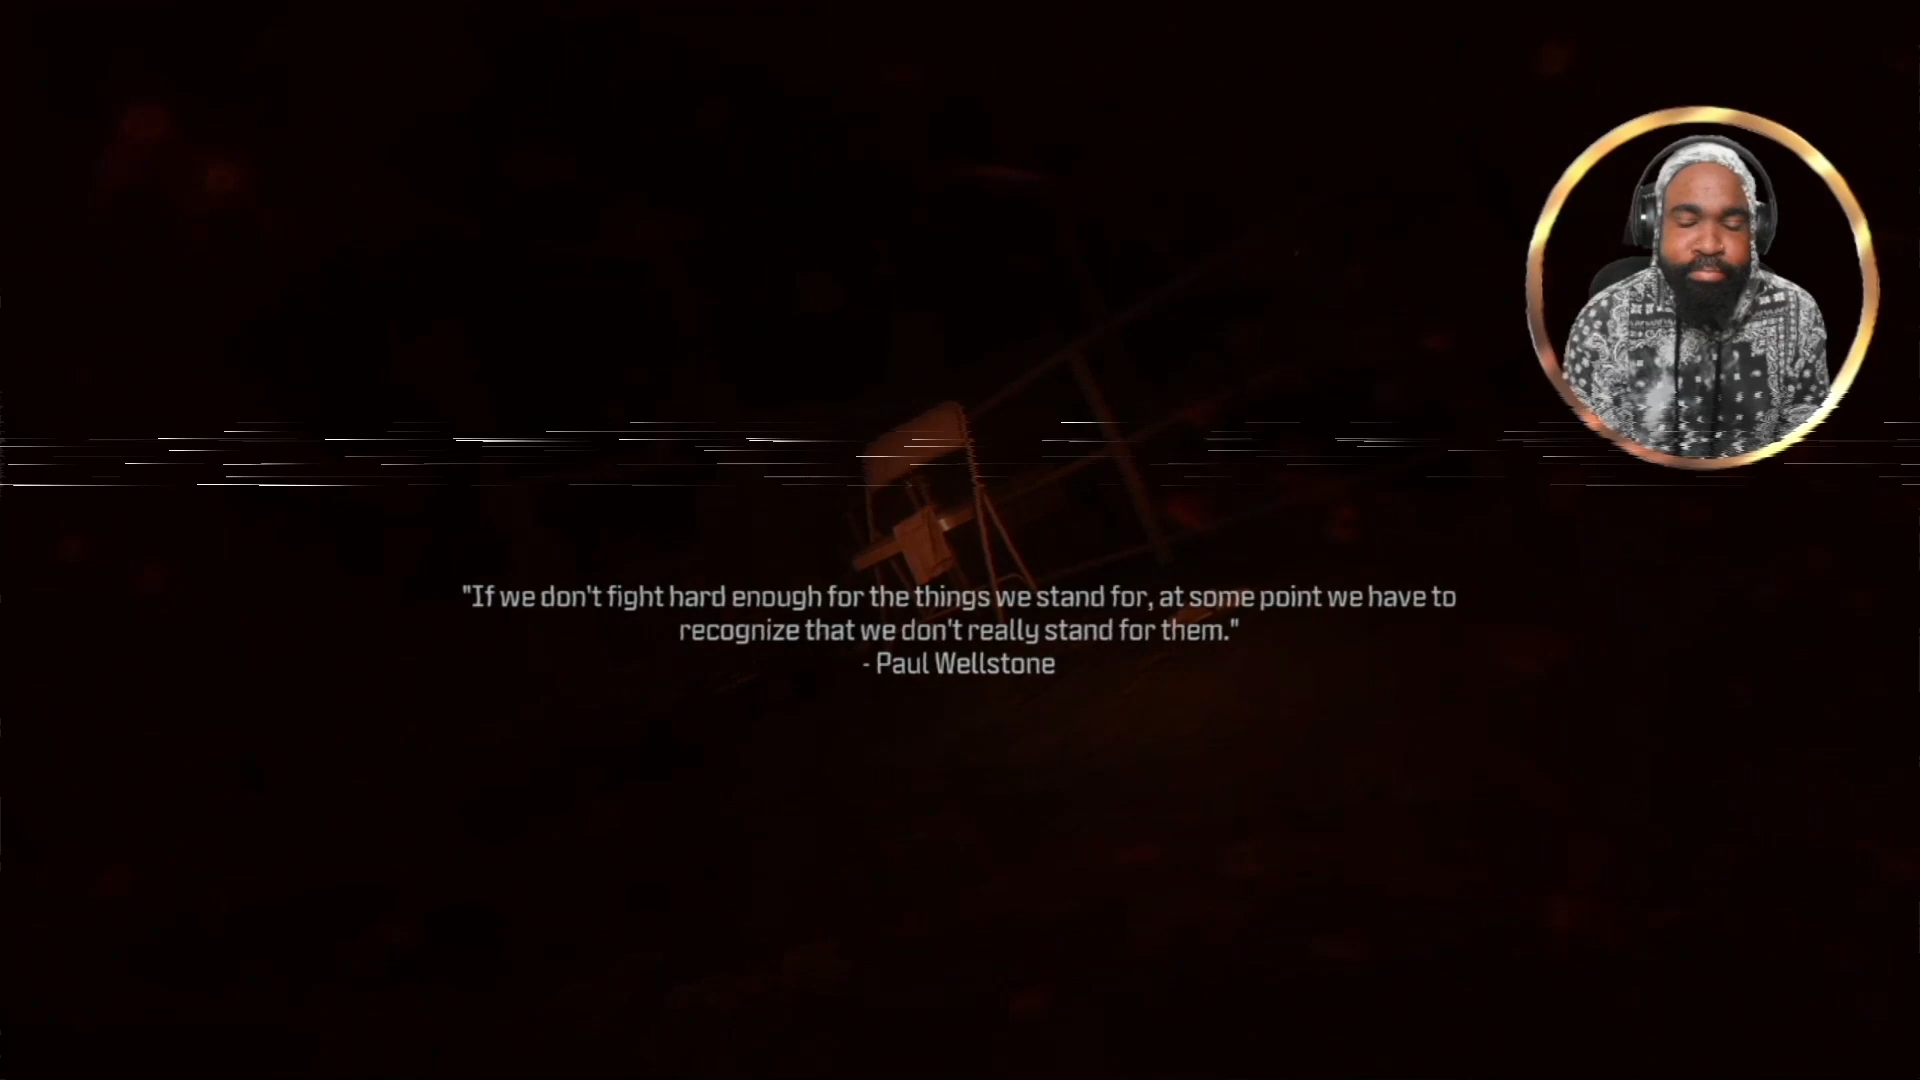 "If we don't fight hard enough for the things we stand for, at some point we have to
recognize that we don't really stand for them."
- Paul Wellstone